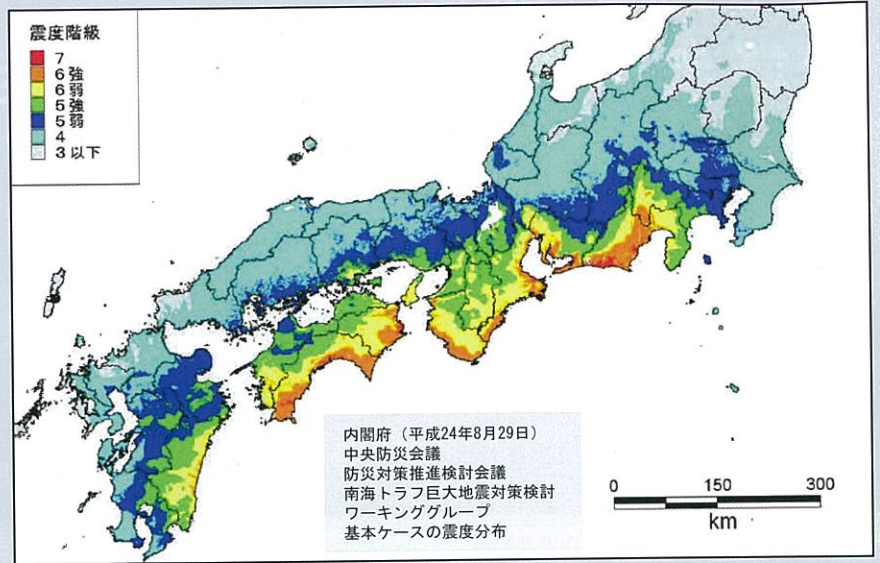 震度階級
7
6強
6弱
5強
5弱
4
3以下
内閣府（平成24年8月29日）
中央防災会議
防災対策推進検討会議
南海トラフ巨大地震対策検討
ワーキンググループ
基本ケースの震度分布
0 150 300
km